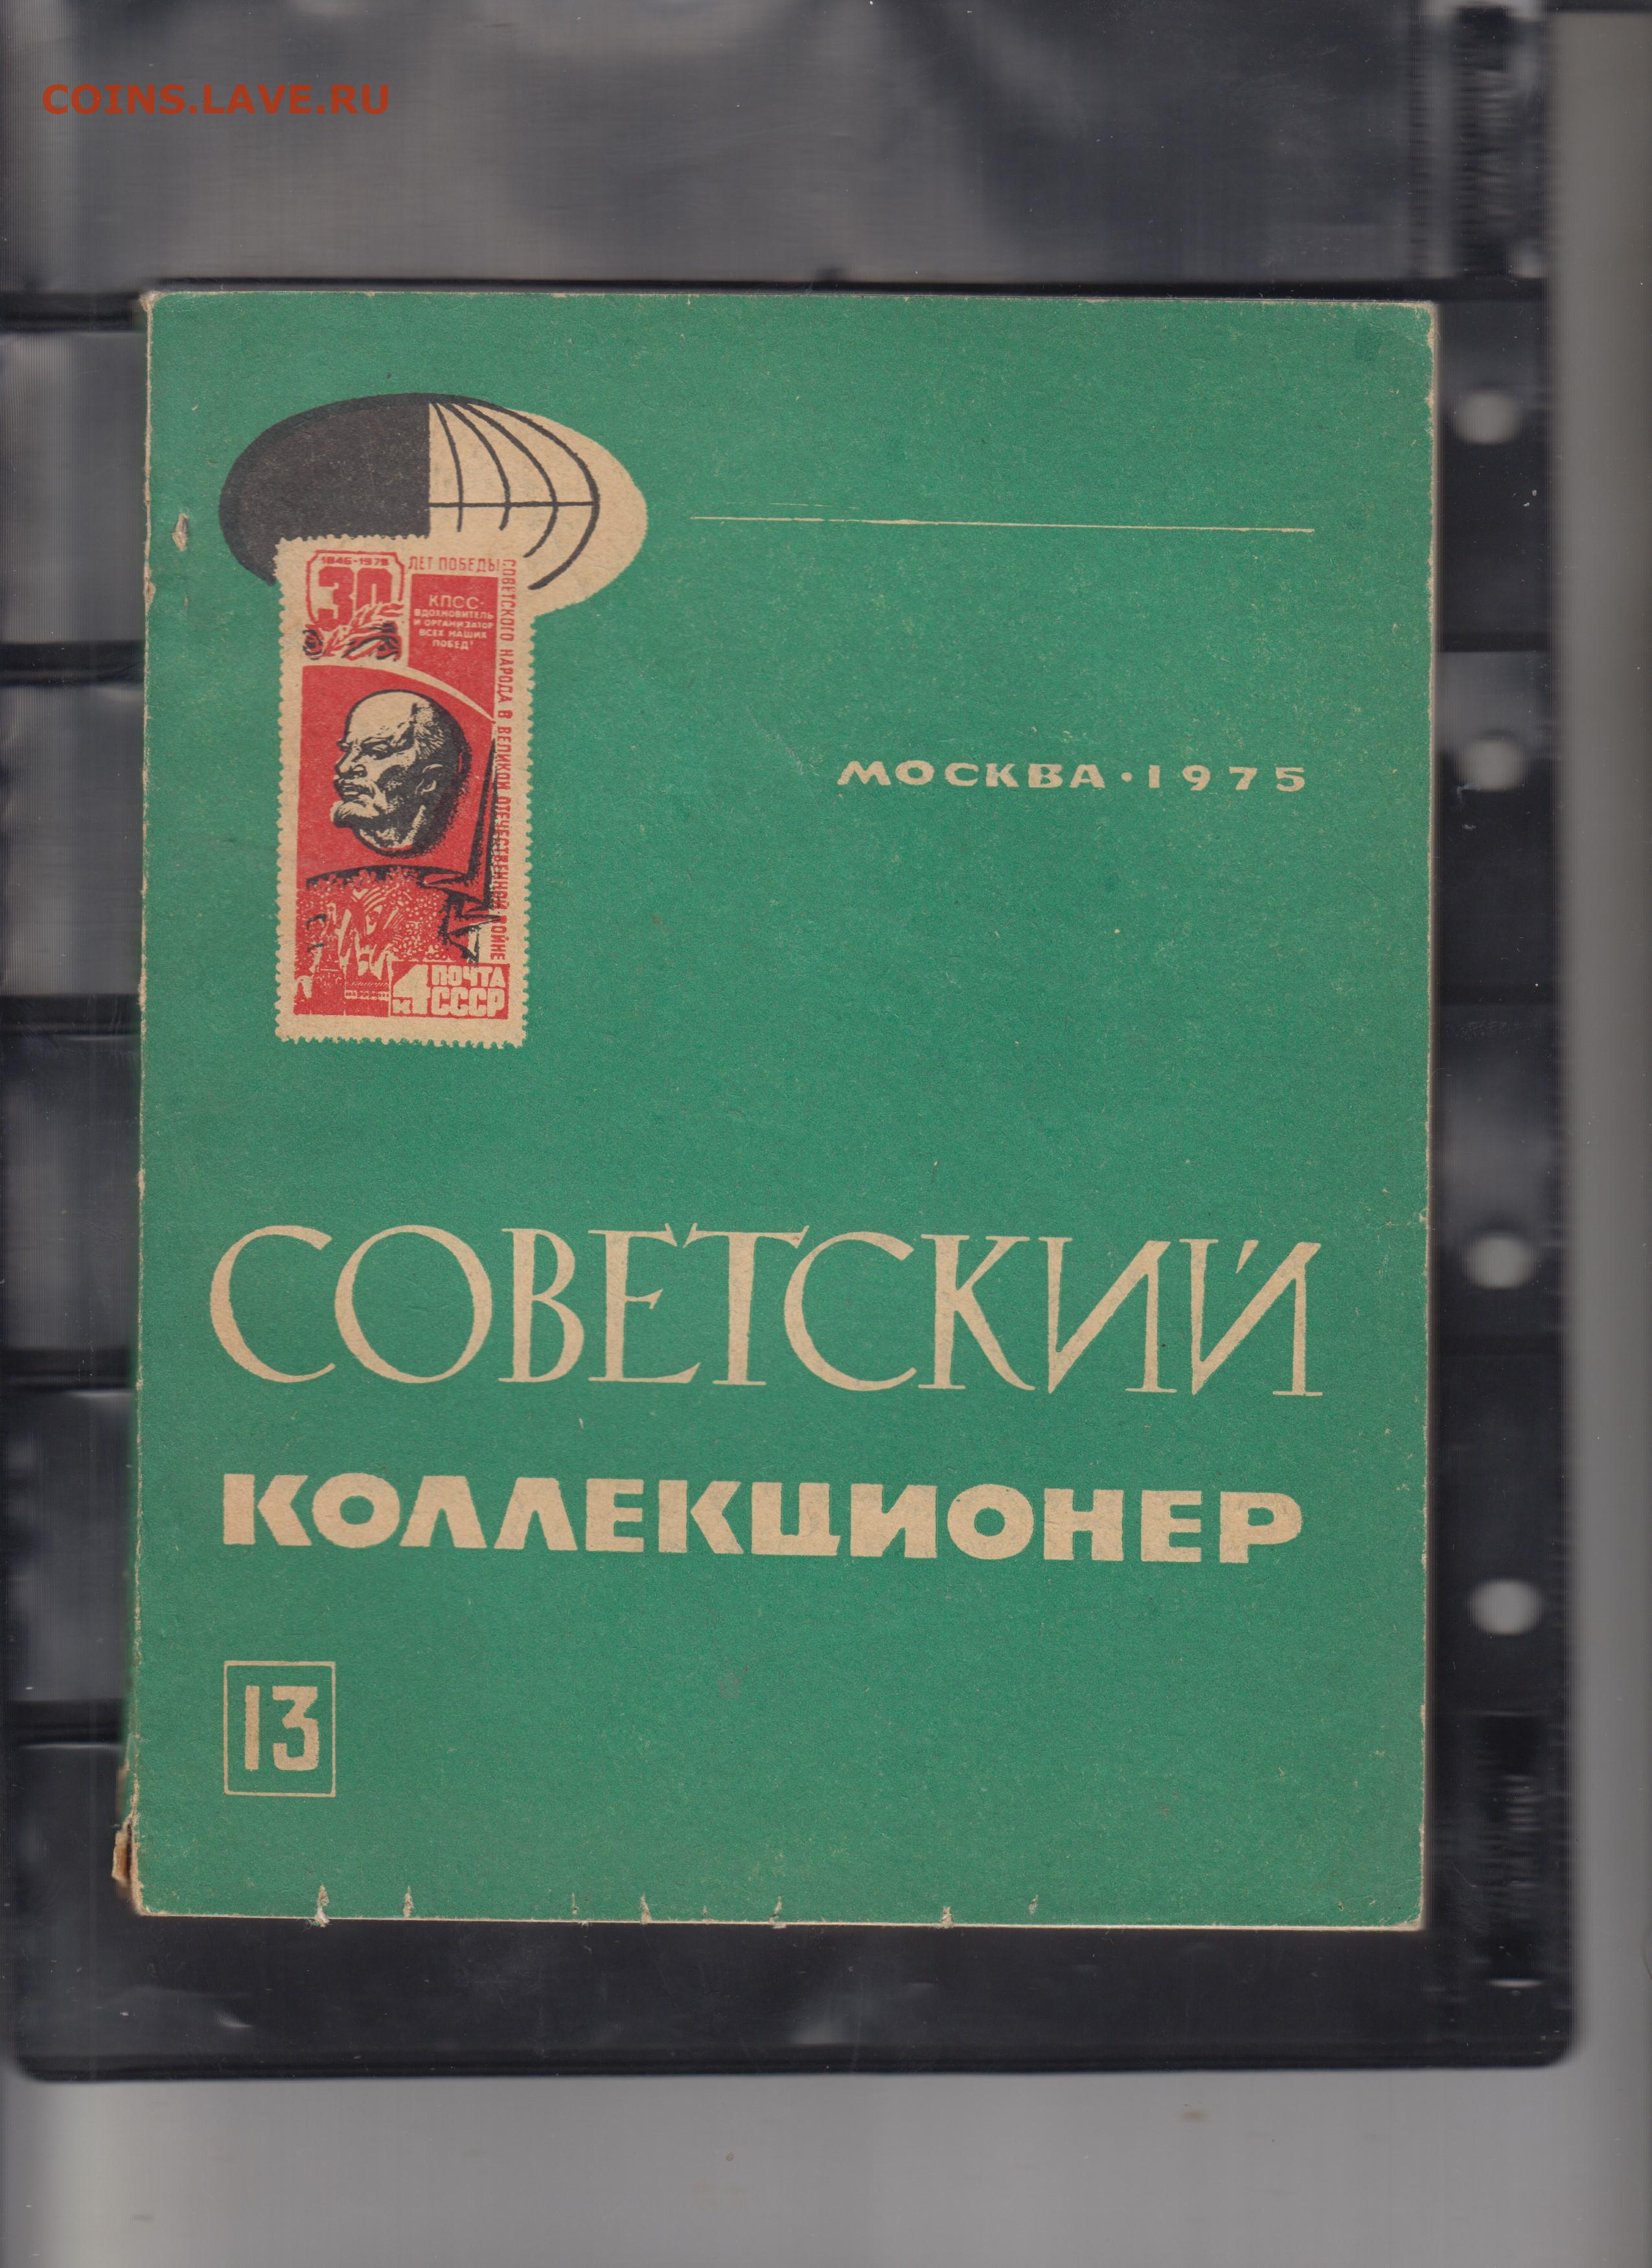 COINS.LAVE.RU
1945·1975
30
ЛЕТ ПОБЕДЫ
СОВЕТСКОГО НАРОДА В ВЕЛИКОЙ ОТЕЧЕСТВЕННОЙ ВОЙНЕ
КПСС-
ВДОХНОВИТЕЛЬ
И ОРГАНИЗАТОР
ВСЕХ НАШИХ
ПОБЕД!
4К ПОЧТА
СССР
МОСКВА·1975
СОВЕТСКИЙ
КОЛЛЕКЦИОНЕР
13